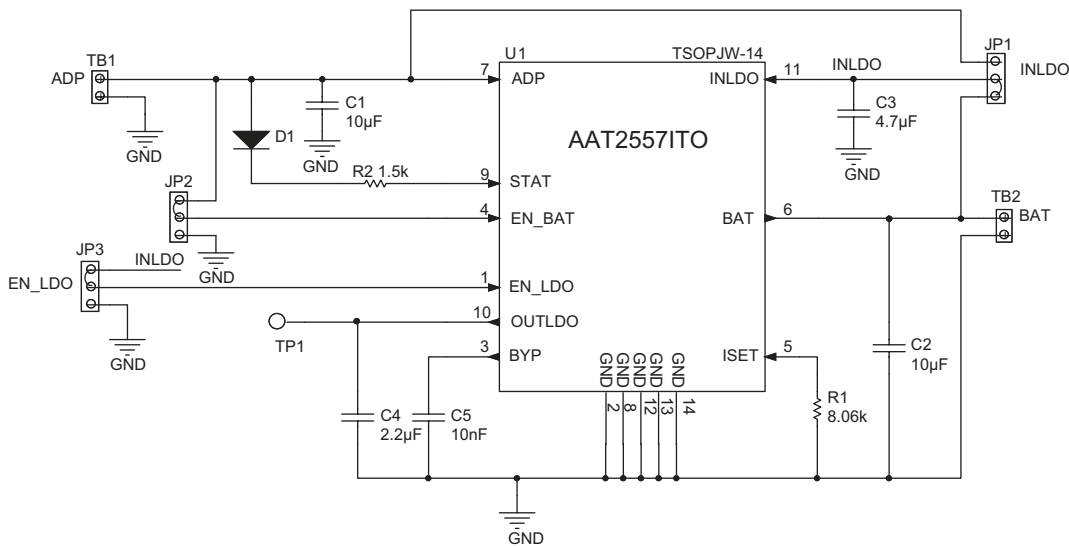 U1
TSOPJW-14
TB1
ADP
7
ADP
INLDO
11
INLDO
JP1
INLDO
C1
10µF
C3
4.7µF
GND
D1
GND
GND
AAT2557ITO
R2 1.5k
9
STAT
JP2
4
EN_BAT
BAT
6
TB2
BAT
GND
JP3
INLDO
EN_LDO
1
EN_LDO
10
OUTLDO
TP1
3
BYP
ISET
5
C2
10µF
GND
GND
GND
GND
GND
GND
2
8
12
13
14
R1
8.06k
C4
2.2µF
C5
10nF
GND